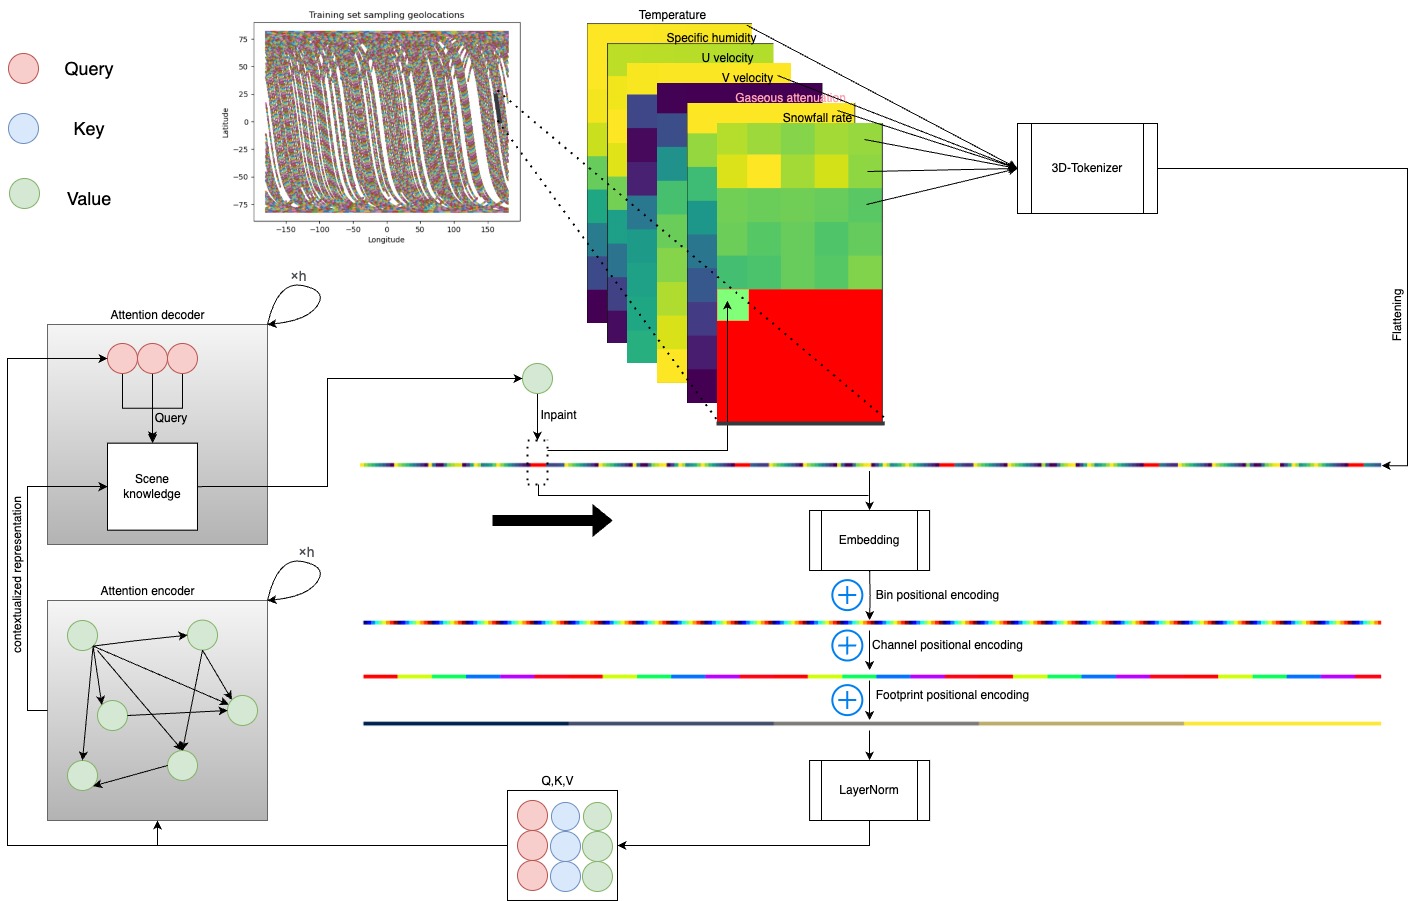 Training set sampling geolocations
75
50
25
0
−25
−50
−75
Latitude
−150
−100
−50
0
50
100
150
Longitude
Query
Key
Value
Temperature
Specific humidity
U velocity
V velocity
Gaseous attenuation
Snowfall rate
3D-Tokenizer
Flattening
×h
Attention decoder
Query
Scene
knowledge
Inpaint
contextualized representation
×h
Attention encoder
Embedding
Bin positional encoding
Channel positional encoding
Footprint positional encoding
LayerNorm
Q,K,V